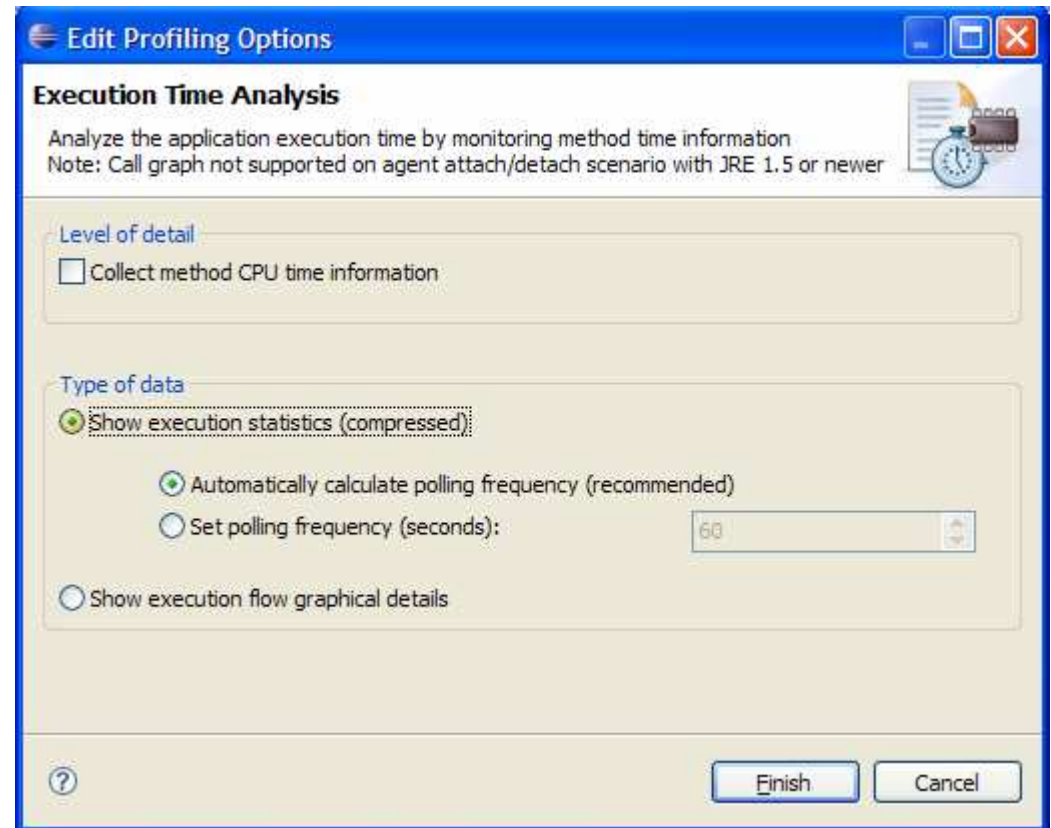 Edit Profiling Options
Execution Time Analysis
Analyze the application execution time by monitoring method time information
Note: Call graph not supported on agent attach/detach scenario with JRE 1.5 or newer
Level of detail
Collect method CPU time information
Type of data
Show execution statistics (compressed)
Automatically calculate polling frequency (recommended)
Set polling frequency (seconds): 60
Show execution flow graphical details
? Finish Cancel